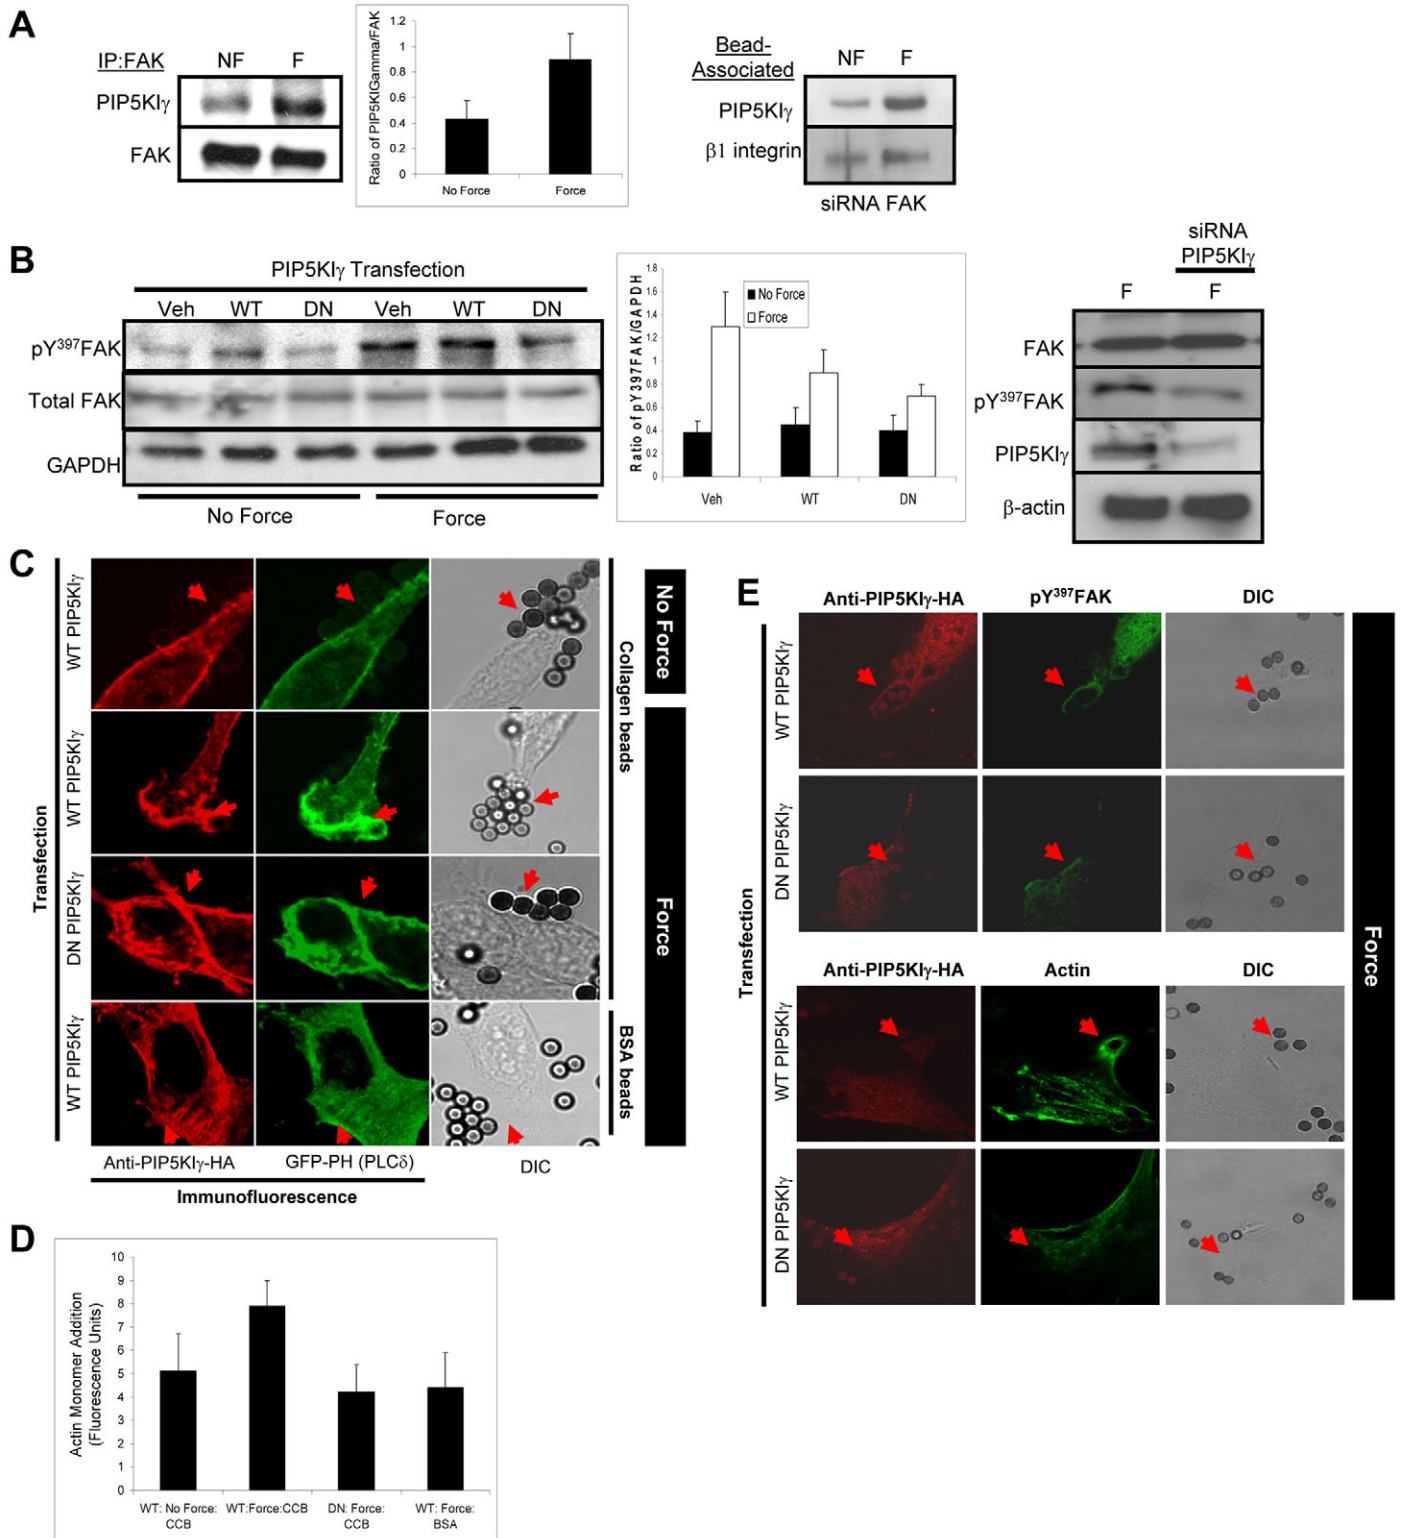 A
IP:FAK
NF F
PIP5KIγ
FAK
Ratio of PIP5KIGamma/FAK
1.2
1
0.8
0.6
0.4
0.2
0
No Force Force
Bead-
Associated
NF F
PIP5KIγ
β1 integrin
siRNA FAK
B
PIP5KIγ Transfection
Veh WT DN Veh WT DN
pY397FAK
Total FAK
GAPDH
No Force Force
Ratio of pY397FAK/GAPDH
1.8
1.6
1.4
1.2
1
0.8
0.6
0.4
0.2
0
No Force
Force
Veh WT DN
siRNA
PIP5KIγ
F F
FAK
pY397FAK
PIP5KIγ
β-actin
C
Transfection
WT PIP5KIγ
WT PIP5KIγ
DN PIP5KIγ
WT PIP5KIγ
Collagen beads
BSA beads
No Force
Force
Anti-PIP5KIγ-HA GFP-PH (PLCδ) DIC
Immunofluorescence
D
Actin Monomer Addition
(Fluorescence Units)
10
9
8
7
6
5
4
3
2
1
0
WT: No Force: WT:Force:CCB DN: Force: WT: Force:
CCB CCB BSA
E
Anti-PIP5KIγ-HA pY397FAK DIC
Transfection
WT PIP5KIγ
DN PIP5KIγ
Anti-PIP5KIγ-HA Actin DIC
WT PIP5KIγ
DN PIP5KIγ
Force